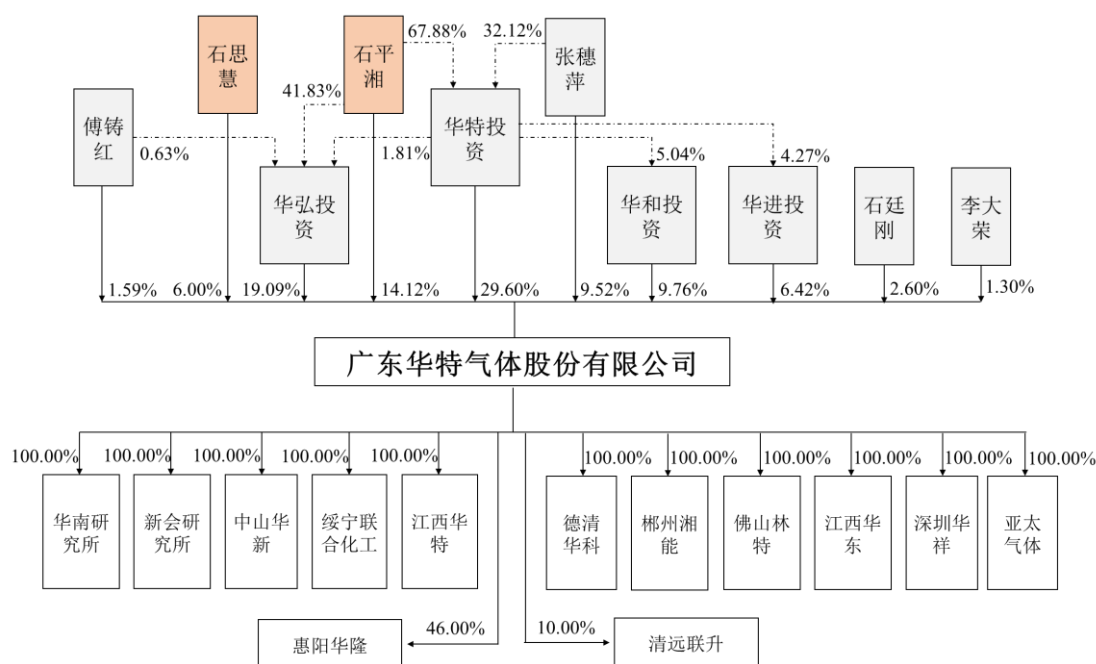 67.88%
32.12%
石思
慧
石平
湘
张穗
萍
41.83%
傅铸
红
华特投
资
0.63%
1.81%
5.04%
4.27%
华弘投
资
华和投
资
华进投
资
石廷
刚
李大
荣
1.59%
6.00%
19.09%
14.12%
29.60%
9.52%
9.76%
6.42%
2.60%
1.30%
广东华特气体股份有限公司
100.00%
100.00%
100.00%
100.00%
100.00%
100.00%
100.00%
100.00%
100.00%
100.00%
100.00%
华南研
究所
新会研
究所
中山华
新
绥宁联
合化工
江西华
特
德清
华科
郴州湘
能
佛山林
特
江西华
东
深圳华
祥
亚太
气体
惠阳华隆
46.00%
10.00%
清远联升